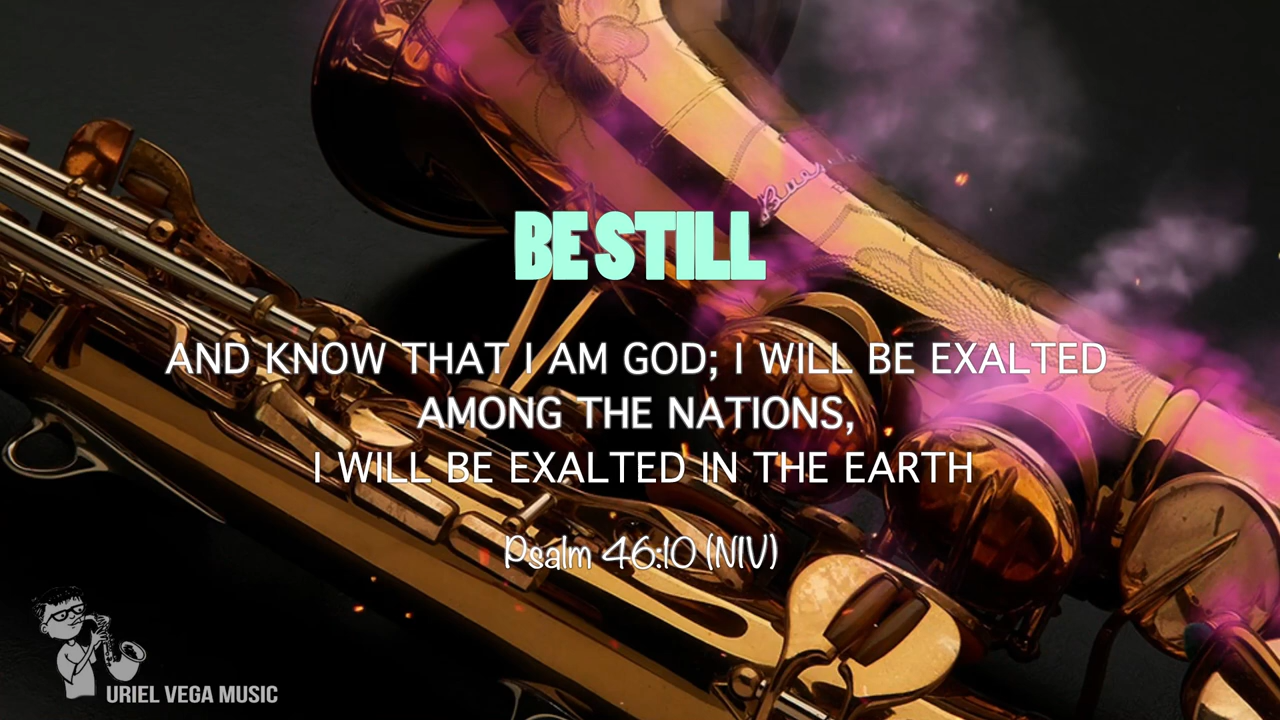 BE STILL
AND KNOW THAT I AM GOD; I WILL BE EXALTED
AMONG THE NATIONS,
I WILL BE EXALTED IN THE EARTH
Psalm 46:10 (NIV)
URIEL VEGA MUSIC